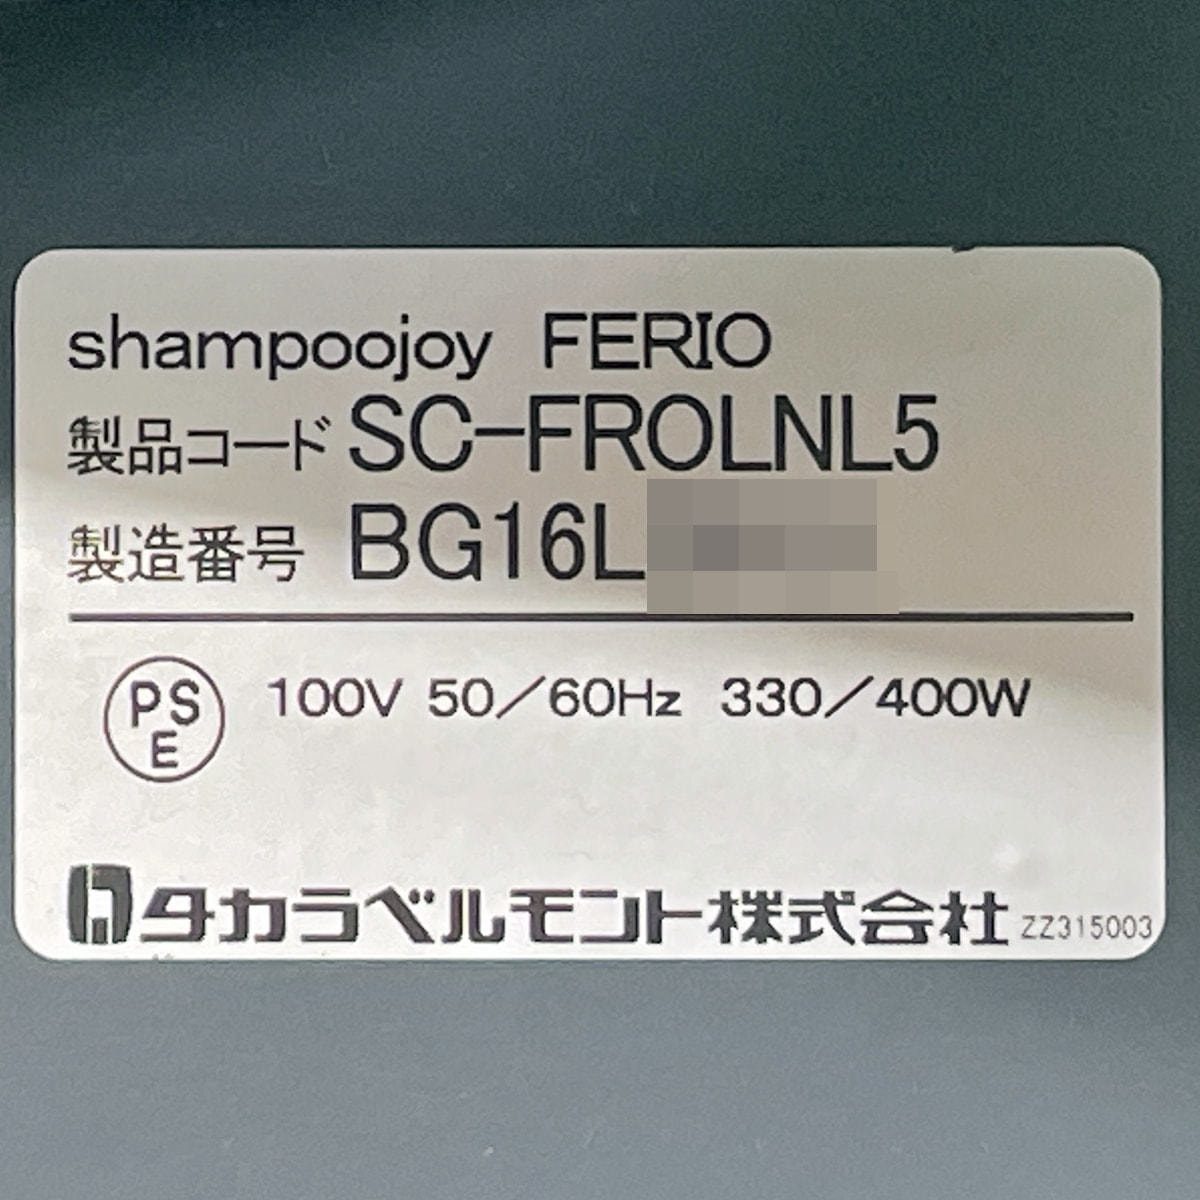 shampoojoy FERIO
製品コード SC-FROLNL5
製造番号 BG16L
PSE 100V 50/60Hz 330/400W
タカラベルモント株式会社 ZZ315003